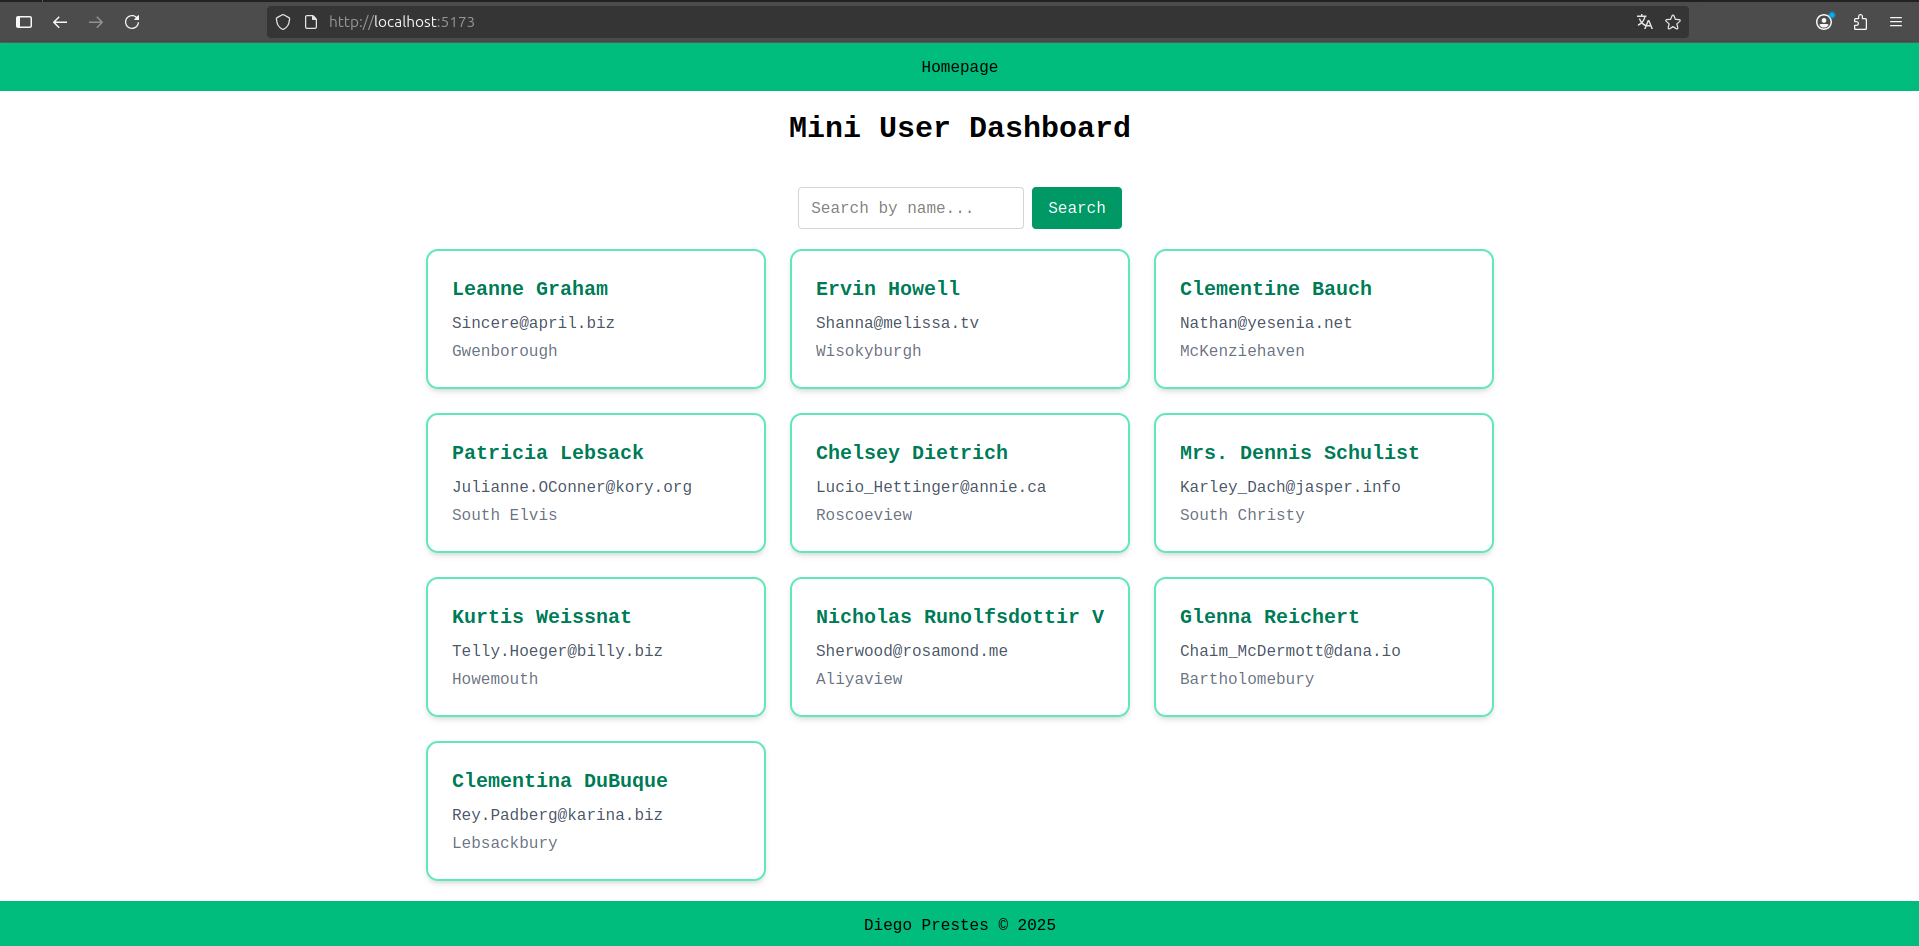 http://localhost:5173
Homepage
Mini User Dashboard
Search by name...
Search
Leanne Graham
Sincere@april.biz
Gwenborough
Ervin Howell
Shanna@melissa.tv
Wisokyburgh
Clementine Bauch
Nathan@yesenia.net
McKenziehaven
Patricia Lebsack
Julianne.OConner@kory.org
South Elvis
Chelsey Dietrich
Lucio_Hettinger@annie.ca
Roscoeview
Mrs. Dennis Schulist
Karley_Dach@jasper.info
South Christy
Kurtis Weissnat
Telly.Hoeger@billy.biz
Howemouth
Nicholas Runolfsdottir V
Sherwood@rosamond.me
Aliyaview
Glenna Reichert
Chaim_McDermott@dana.io
Bartholomebury
Clementina DuBuque
Rey.Padberg@karina.biz
Lebsackbury
Diego Prestes © 2025